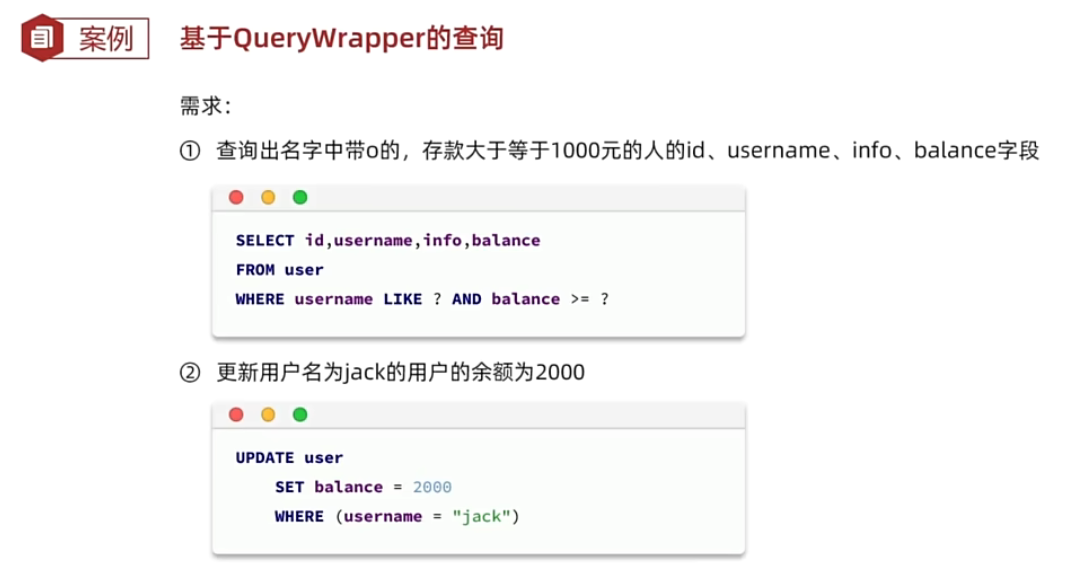 案例 基于QueryWrapper的查询
需求：
① 查询出名字中带o的，存款大于等于1000元的人的id、username、info、balance字段
SELECT id,username,info,balance
FROM user
WHERE username LIKE ? AND balance >= ?
② 更新用户名为jack的用户的余额为2000
UPDATE user
SET balance = 2000
WHERE (username = "jack")